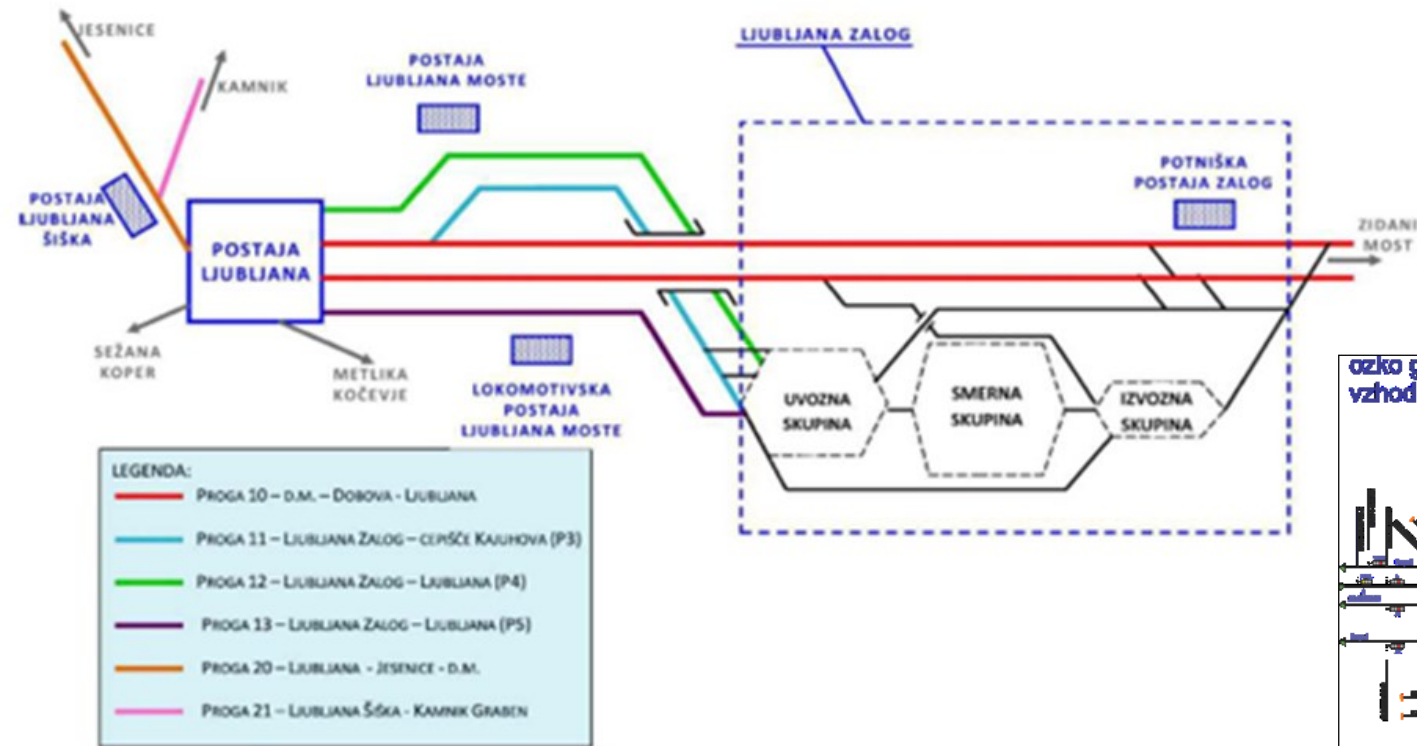 JESENICE
KAMNIK
POSTAJA
LJUBLJANA MOSTE
LJUBLJANA ZALOG
POTNIŠKA
POSTAJA ZALOG
POSTAJA
LJUBLJANA
ŠIŠKA
POSTAJA
LJUBLJANA
ZIDANI
MOST
SEŽANA
KOPER
METLIKA
KOČEVJE
LOKOMOTIVSKA
POSTAJA
LJUBLJANA MOSTE
UVOZNA
SKUPINA
SMERNA
SKUPINA
IZVOZNA
SKUPINA
LEGENDA:
PROGA 10 – D.M. – DOBOVA - LJUBLJANA
PROGA 11 – LJUBLJANA ZALOG – CEPIŠČE KAJUHOVA (P3)
PROGA 12 – LJUBLJANA ZALOG – LJUBLJANA (P4)
PROGA 13 – LJUBLJANA ZALOG – LJUBLJANA (P5)
PROGA 20 – LJUBLJANA - JESENICE - D.M.
PROGA 21 – LJUBLJANA ŠIŠKA - KAMNIK GRABEN
ozko
vzhod